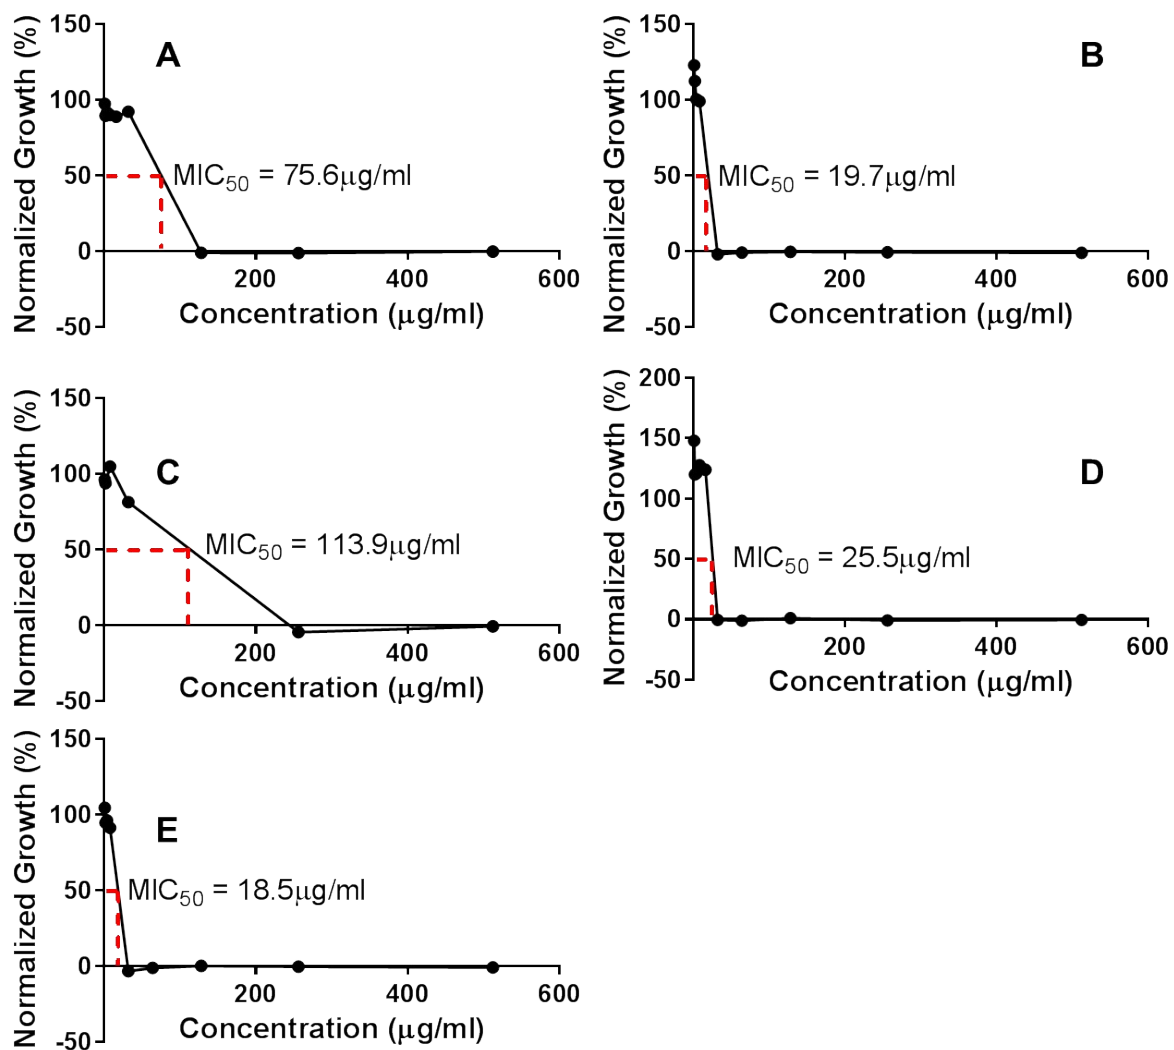 150
100
50
0
-50
Normalized Growth (%)
A
MIC50 = 75.6μg/ml
200
400
600
Concentration (μg/ml)
150
100
50
0
-50
Normalized Growth (%)
B
MIC50 = 19.7μg/ml
200
400
600
Concentration (μg/ml)
150
100
50
0
-50
Normalized Growth (%)
C
MIC50 = 113.9μg/ml
200
400
600
Concentration (μg/ml)
200
150
100
50
0
-50
Normalized Growth (%)
D
MIC50 = 25.5μg/ml
200
400
600
Concentration (μg/ml)
150
100
50
0
-50
Normalized Growth (%)
E
MIC50 = 18.5μg/ml
200
400
600
Concentration (μg/ml)